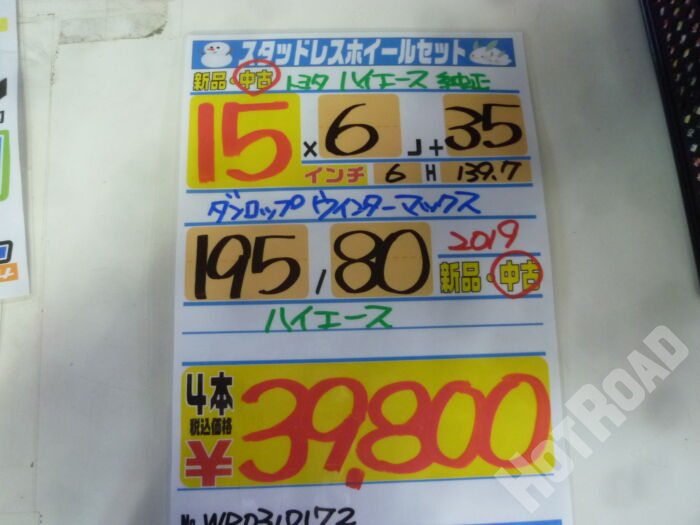 スタッドレスホイールセット
新品・中古 トヨタ ハイエース 純正
15 x 6 J + 35
インチ 6 H 139.7
ダンロップ ウインターマックス
195 / 80 2019
新品・中古
ハイエース
4本
税込価格
¥39,800
No. WR0310172
HOTROAD